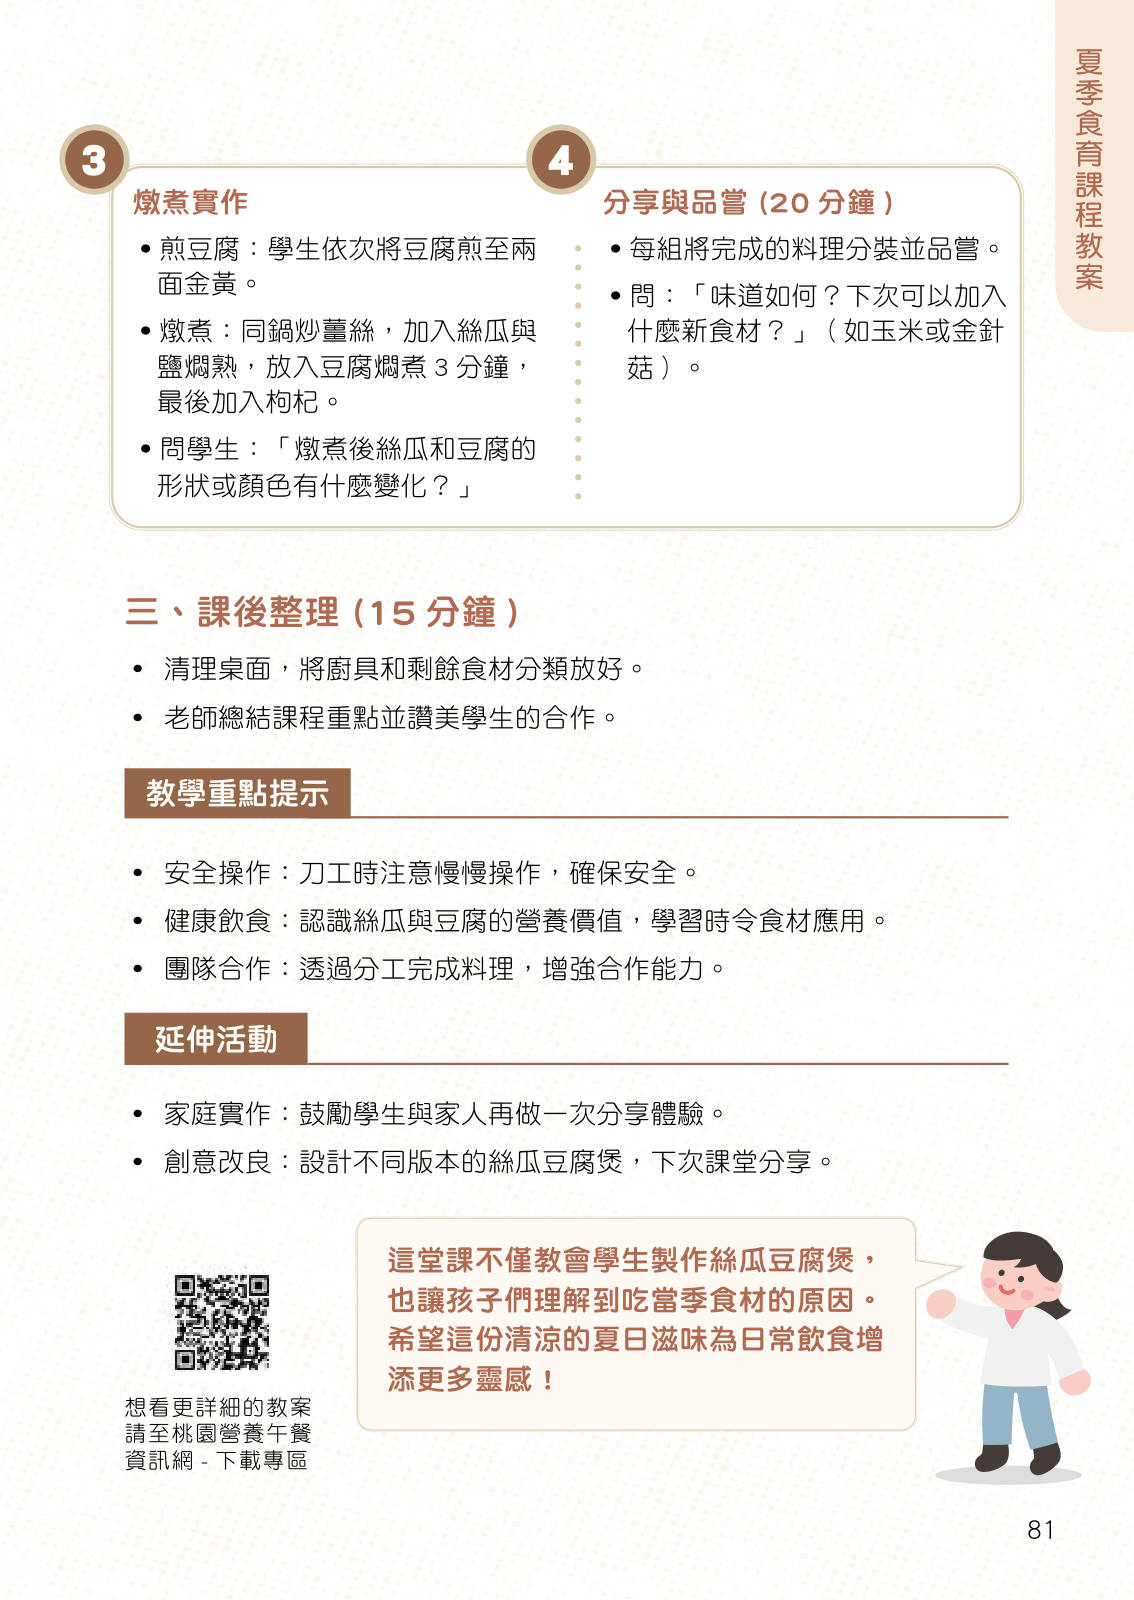 夏季食育課程教案
3
燉煮實作
•煎豆腐：學生依次將豆腐煎至兩
面金黃。
•燉煮：同鍋炒薑絲，加入絲瓜與
鹽燜熟，放入豆腐燜煮 3 分鐘，
最後加入枸杞。
•問學生：「燉煮後絲瓜和豆腐的
形狀或顏色有什麼變化？」
4
分享與品嘗 (20 分鐘 )
•每組將完成的料理分裝並品嘗。
•問：「味道如何？下次可以加入
什麼新食材？」（如玉米或金針
菇）。
三、課後整理 (15 分鐘 )
• 清理桌面，將廚具和剩餘食材分類放好。
• 老師總結課程重點並讚美學生的合作。
教學重點提示
• 安全操作：刀工時注意慢慢操作，確保安全。
• 健康飲食：認識絲瓜與豆腐的營養價值，學習時令食材應用。
• 團隊合作：透過分工完成料理，增強合作能力。
延伸活動
• 家庭實作：鼓勵學生與家人再做一次分享體驗。
• 創意改良：設計不同版本的絲瓜豆腐煲，下次課堂分享。
這堂課不僅教會學生製作絲瓜豆腐煲，
也讓孩子們理解到吃當季食材的原因。
希望這份清涼的夏日滋味為日常飲食增
添更多靈感！
想看更詳細的教案
請至桃園營養午餐
資訊網 - 下載專區
81